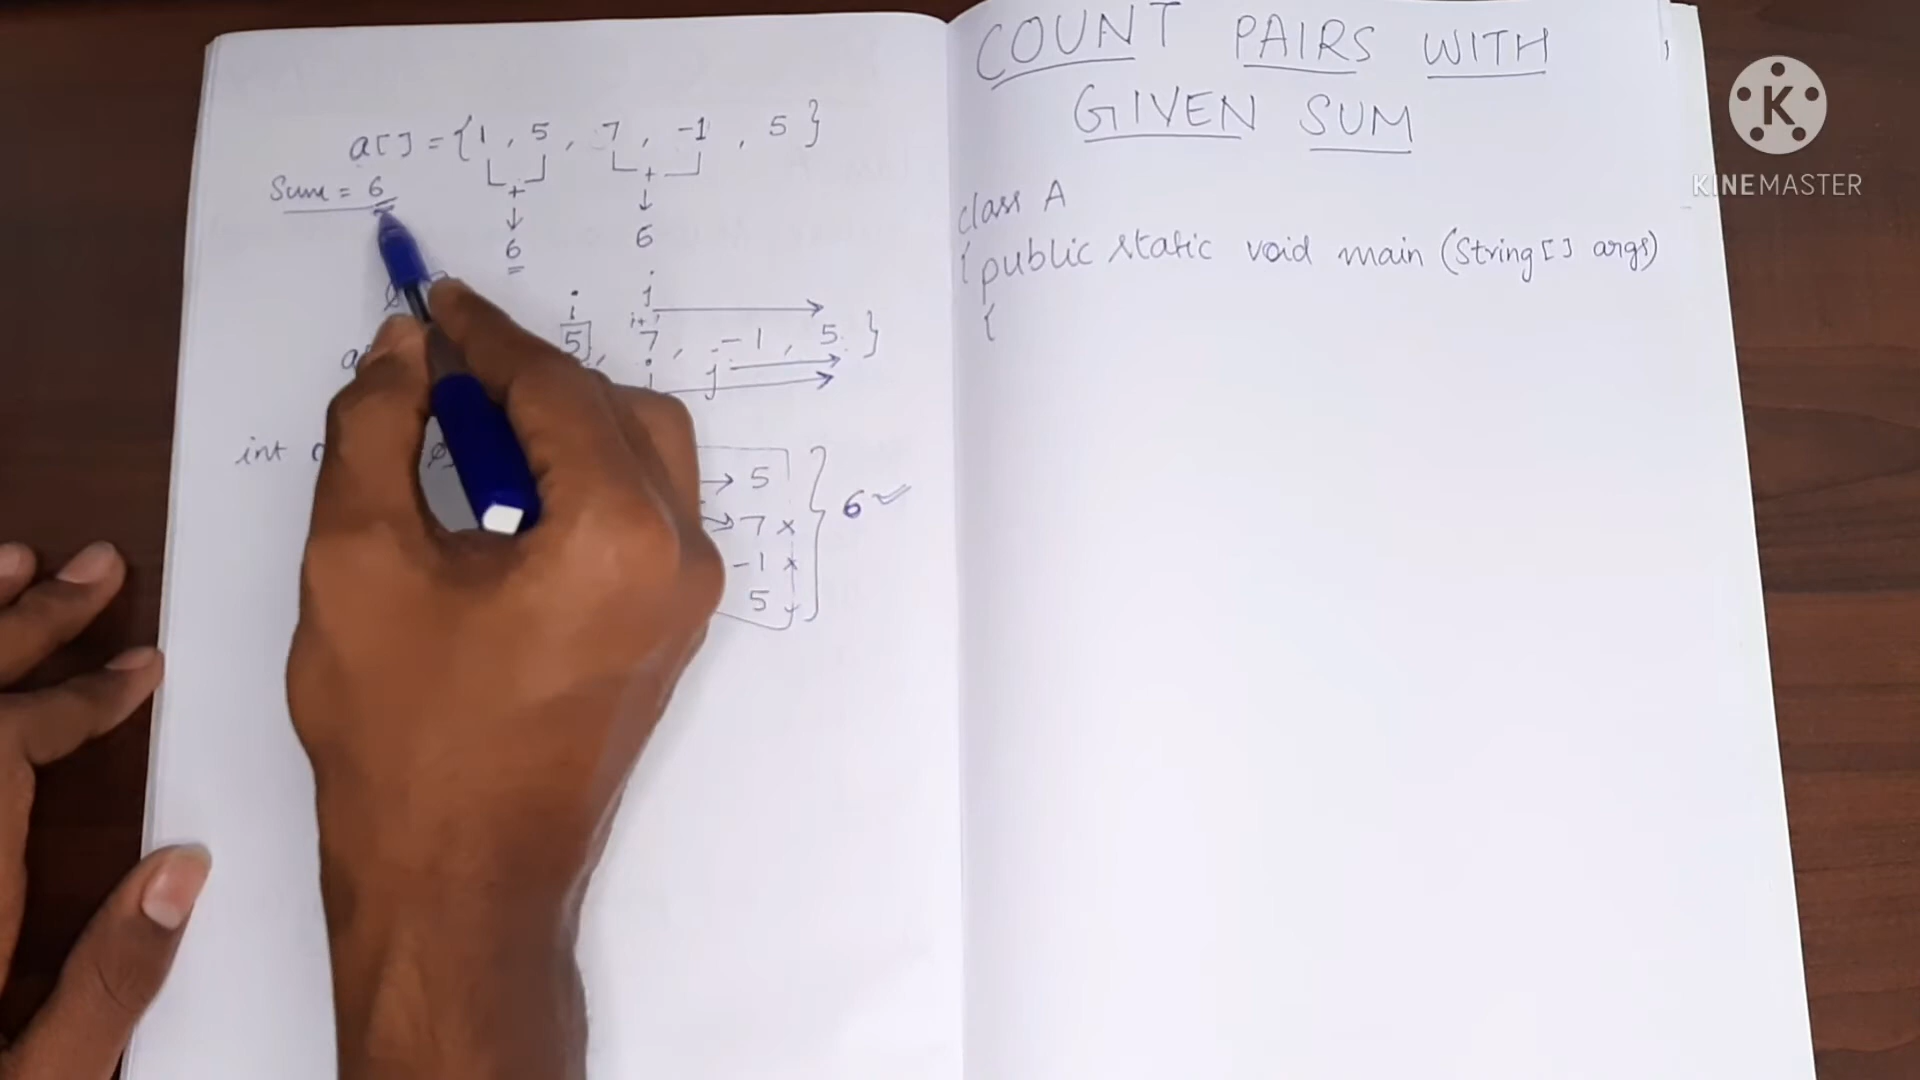 a[] = {1 , 5 , 7 , -1 , 5 }
Sum = 6
+ +
↓ ↓
6 6
i j
i+1
5 , 7 , -1 , 5 }
j j
int
→ 5
→ 7 ×
-1 ×
5
} 6 ✓
COUNT PAIRS WITH
GIVEN SUM
class A
{ public static void main (String[] args)
{
K
KINEMASTER